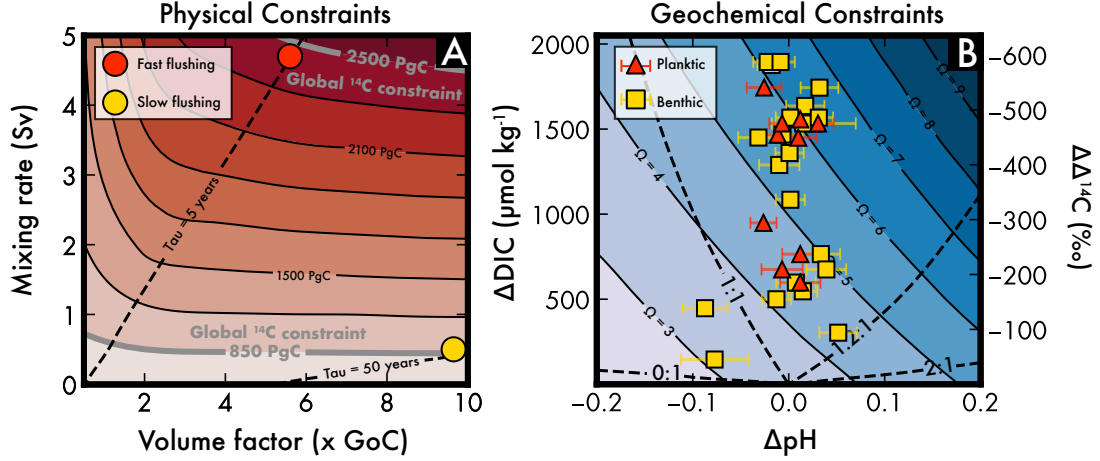 Physical Constraints
A
Fast flushing
Slow flushing
2500 PgC
Global ¹⁴C constraint
2100 PgC
Tau = 5 years
1500 PgC
Global ¹⁴C constraint
850 PgC
Tau = 50 years
5
4
3
2
1
0
Mixing rate (Sv)
2 4 6 8 10
Volume factor (x GoC)
Geochemical Constraints
B
Planktic
Benthic
Ω = 9
Ω = 8
Ω = 7
Ω = 6
Ω = 5
Ω = 4
Ω = 3
1:1
1.2:1
2:1
0:1
2000
1500
1000
500
ΔDIC (μmol kg⁻¹)
−0.2 −0.1 0.0 0.1 0.2
ΔpH
−600
−500
−400
−300
−200
−100
ΔΔ¹⁴C (‰)